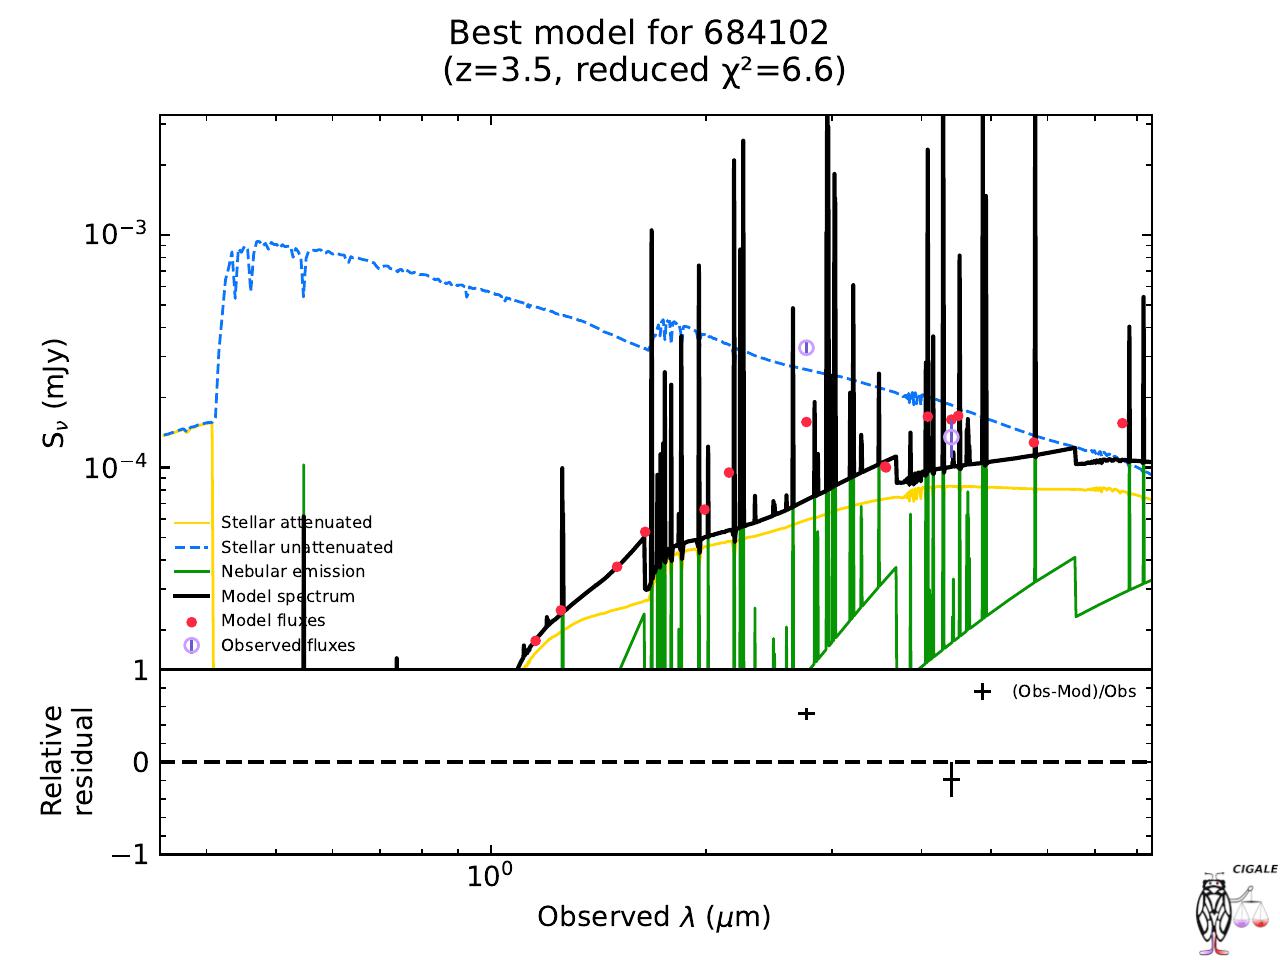 Best model for 684102
(z=3.5, reduced χ²=6.6)
10⁻³
10⁻⁴
S𝜈 (mJy)
Stellar attenuated
Stellar unattenuated
Nebular emission
Model spectrum
Model fluxes
Observed fluxes
1
0
−1
Relative
residual
(Obs-Mod)/Obs
10⁰
Observed λ (μm)
CIGALE